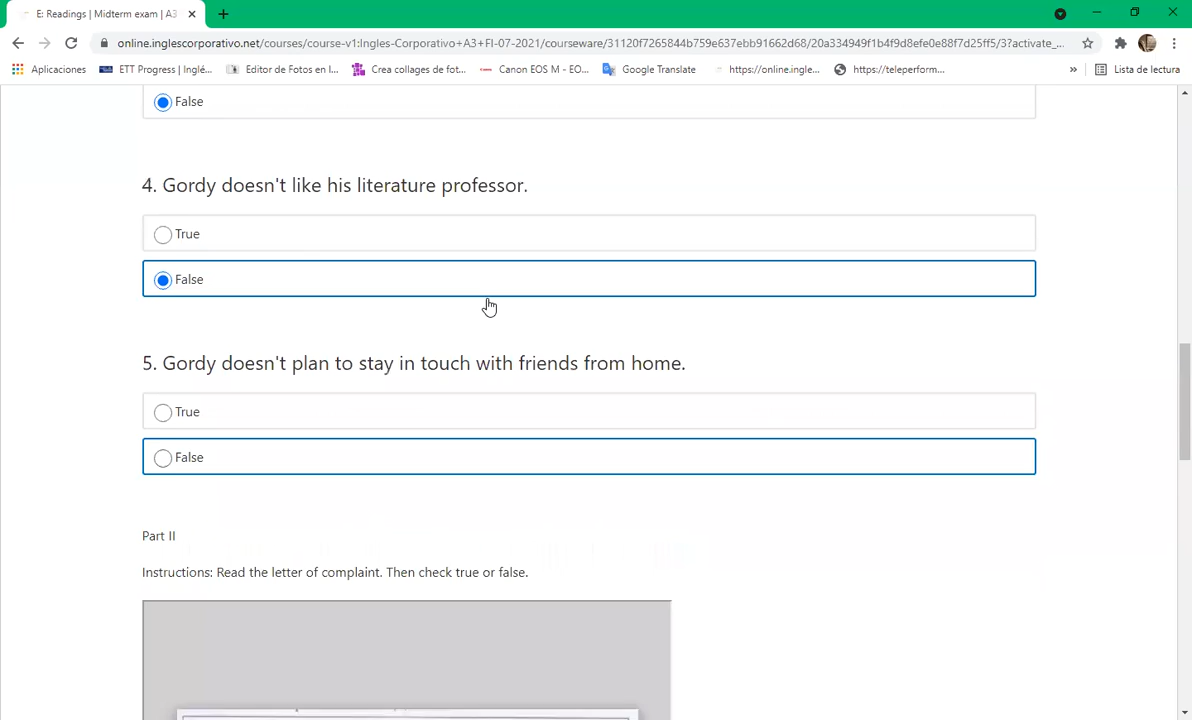 E: Readings | Midterm exam | A3
online.inglescorporativo.net/courses/course-v1:Ingles-Corporativo+A3+FI-07-2021/courseware/31120f7265844b759e637ebb91662d68/20a334949f1b4f9d8efe0e88f7d25ff5/3?activate_...
Aplicaciones ETT Progress | Inglé... Editor de Fotos en l... Crea collages de fot... Canon EOS M - EO... Google Translate https://online.ingle... https://teleperform... » Lista de lectura
False
4. Gordy doesn't like his literature professor.
True
False
5. Gordy doesn't plan to stay in touch with friends from home.
True
False
Part II
Instructions: Read the letter of complaint. Then check true or false.